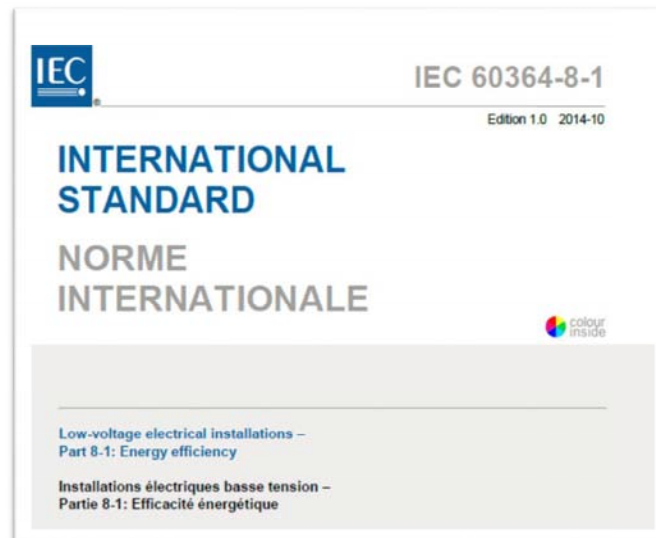 IEC
®
IEC 60364-8-1
Edition 1.0 2014-10
INTERNATIONAL
STANDARD
NORME
INTERNATIONALE
colour
inside
Low-voltage electrical installations –
Part 8-1: Energy efficiency
Installations électriques basse tension –
Partie 8-1: Efficacité énergétique